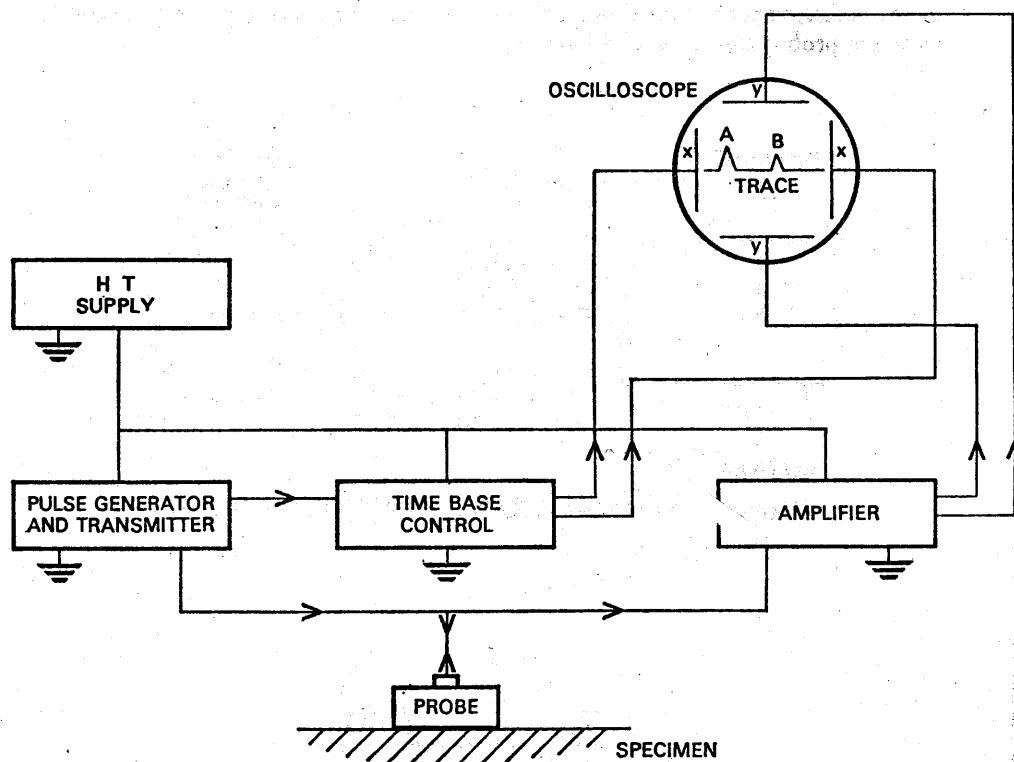 OSCILLOSCOPE
y
A
B
x
x
TRACE
y
H T
SUPPLY
PULSE GENERATOR
AND TRANSMITTER
TIME BASE
CONTROL
AMPLIFIER
PROBE
SPECIMEN